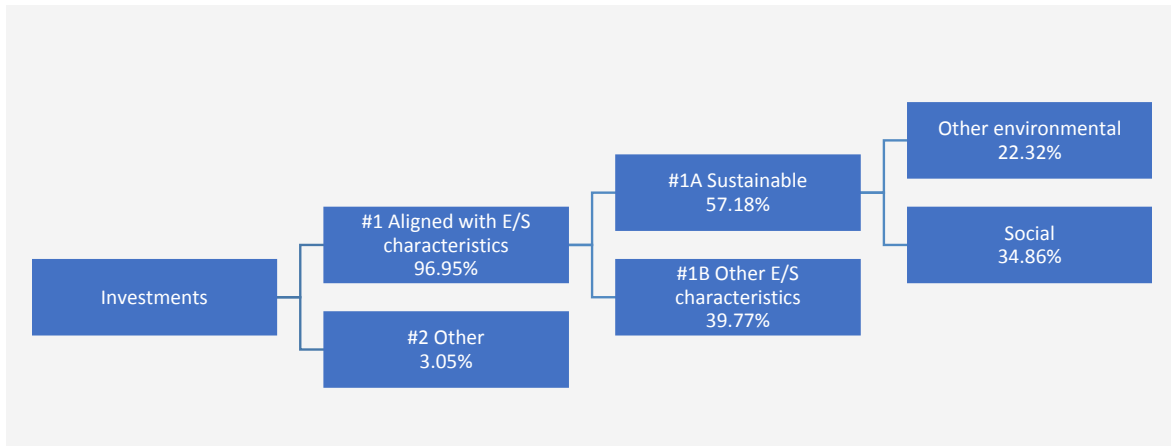 Investments
#1 Aligned with E/S
characteristics
96.95%
#2 Other
3.05%
#1A Sustainable
57.18%
#1B Other E/S
characteristics
39.77%
Other environmental
22.32%
Social
34.86%